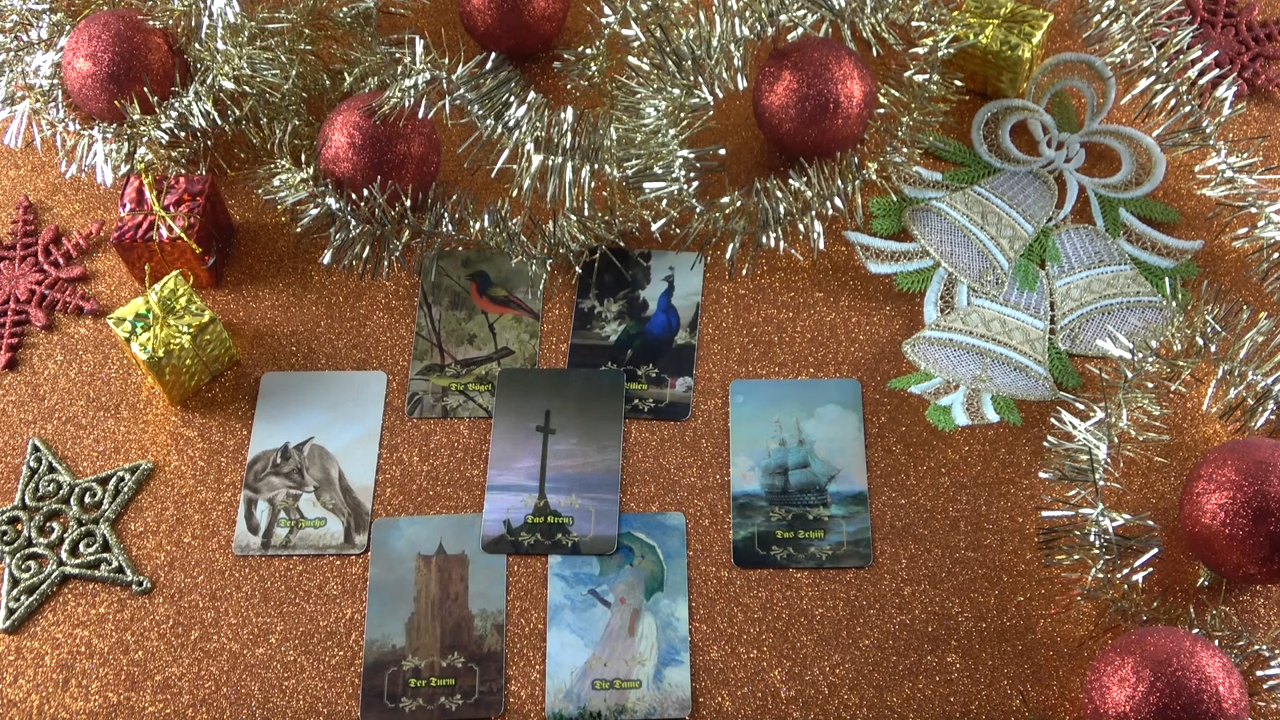 Die Vögel
Lilien
Der Fuchs
Das Kreuz
Das Schiff
Der Turm
Die Dame